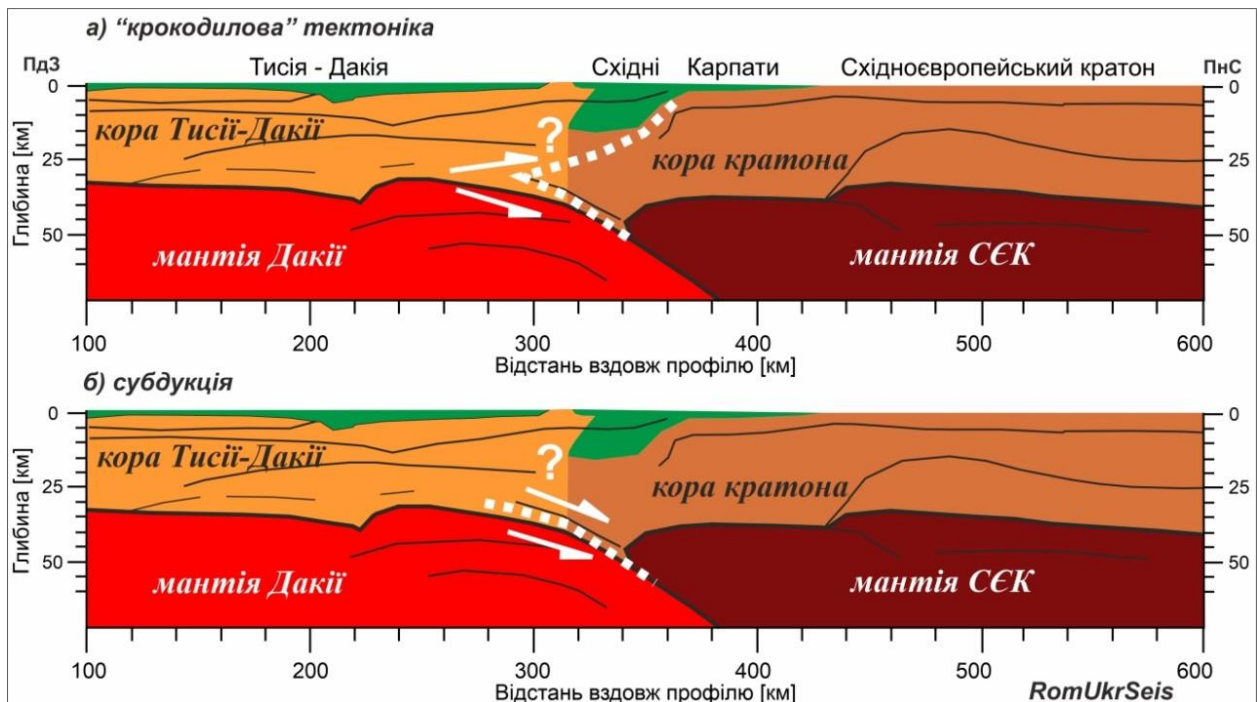 а) “крокодилова” тектоніка
ПдЗ Тисія - Дакія Східні Карпати Східноєвропейський кратон ПнС
0 0
кора Тисії-Дакії
?
кора кратона
25 25
50 50
мантія Дакії
мантія СЄК
Глибина [км]
100 200 300 400 500 600
Відстань вздовж профілю [км]
б) субдукція
0 0
кора Тисії-Дакії
?
кора кратона
25 25
50 50
мантія Дакії
мантія СЄК
Глибина [км]
100 200 300 400 500 600
Відстань вздовж профілю [км]
RomUkrSeis